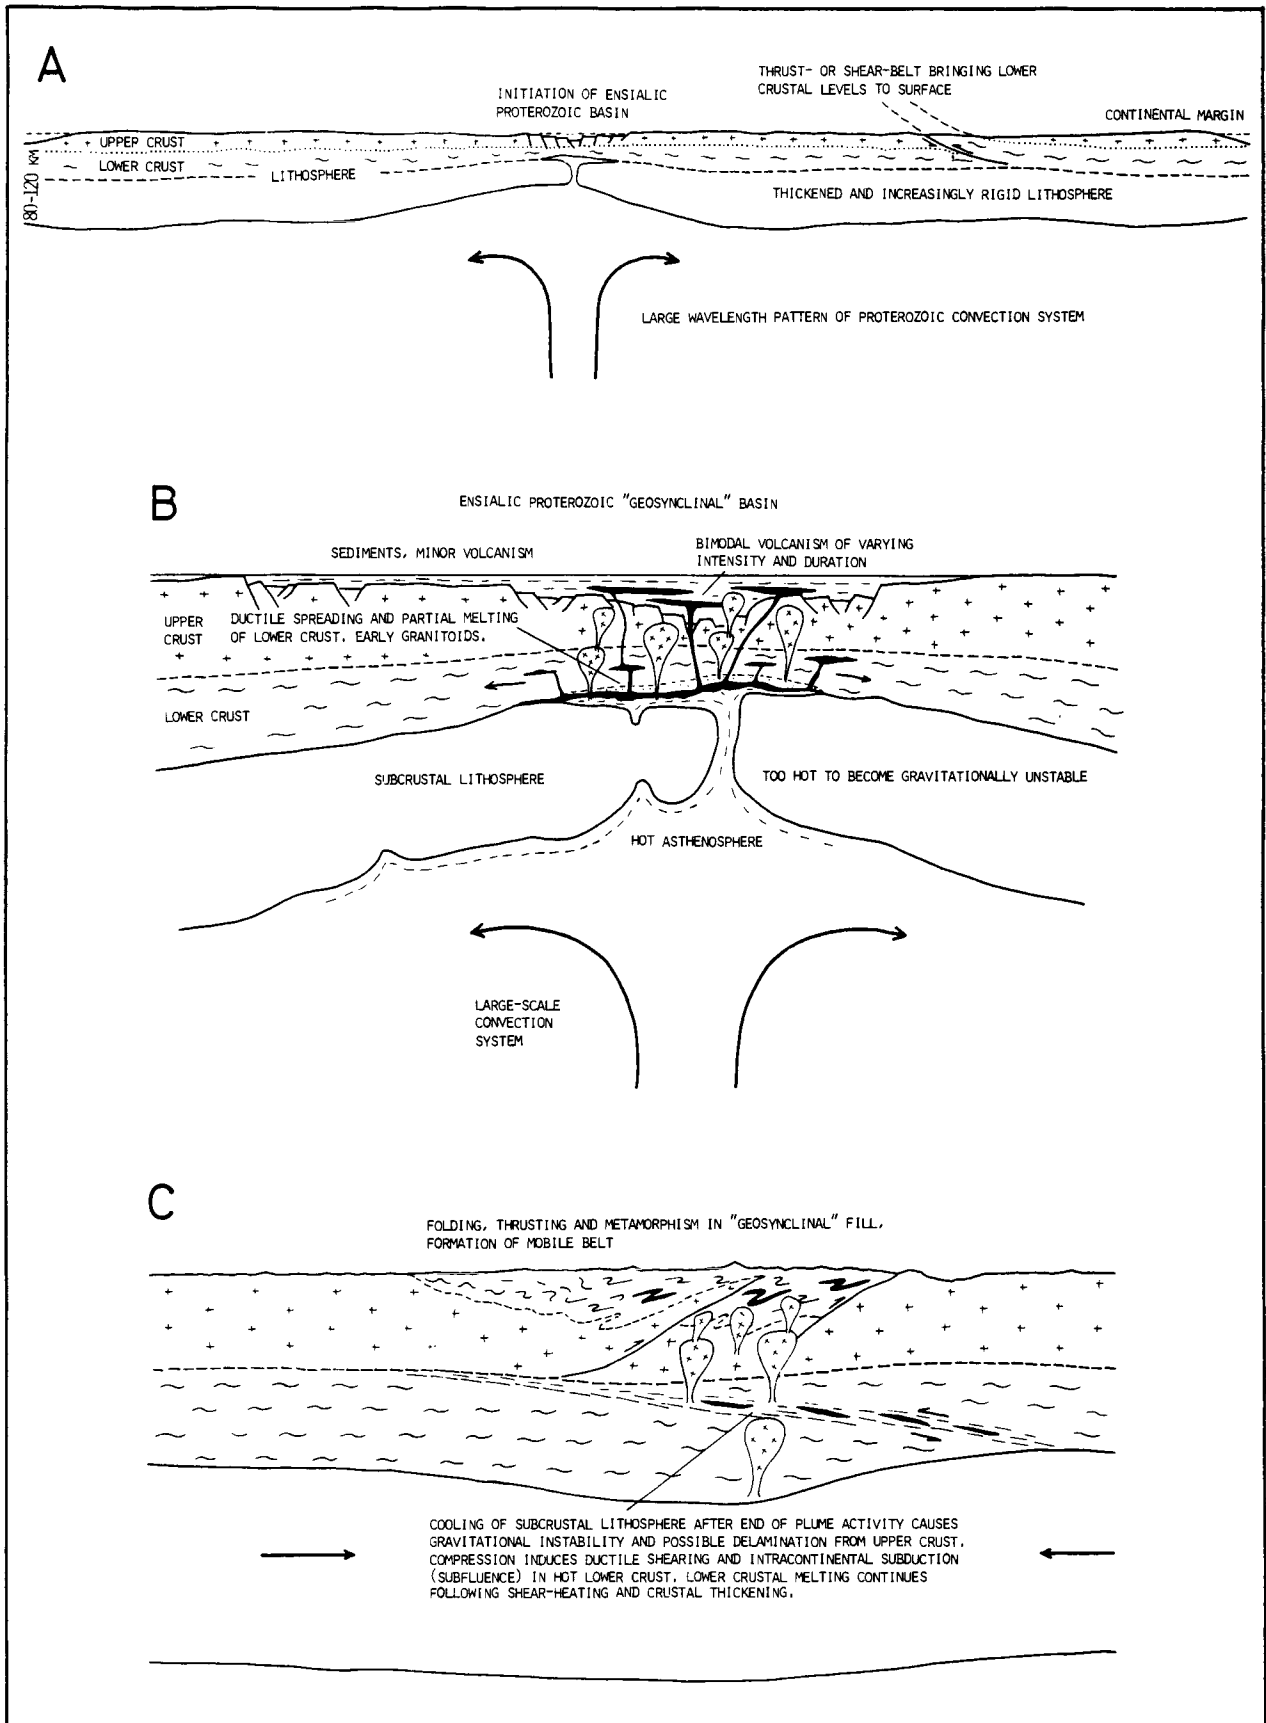 A
THRUST- OR SHEAR-BELT BRINGING LOWER
CRUSTAL LEVELS TO SURFACE
INITIATION OF ENSIALIC
PROTEROZOIC BASIN
CONTINENTAL MARGIN
UPPER CRUST
LOWER CRUST
LITHOSPHERE
80-120 KM
THICKENED AND INCREASINGLY RIGID LITHOSPHERE
LARGE WAVELENGTH PATTERN OF PROTEROZOIC CONVECTION SYSTEM
B
ENSIALIC PROTEROZOIC "GEOSYNCLINAL" BASIN
SEDIMENTS, MINOR VOLCANISM
BIMODAL VOLCANISM OF VARYING
INTENSITY AND DURATION
UPPER
CRUST
DUCTILE SPREADING AND PARTIAL MELTING
OF LOWER CRUST. EARLY GRANITOIDS.
LOWER CRUST
SUBCRUSTAL LITHOSPHERE
TOO HOT TO BECOME GRAVITATIONALLY UNSTABLE
HOT ASTHENOSPHERE
LARGE-SCALE
CONVECTION
SYSTEM
C
FOLDING, THRUSTING AND METAMORPHISM IN "GEOSYNCLINAL" FILL,
FORMATION OF MOBILE BELT
COOLING OF SUBCRUSTAL LITHOSPHERE AFTER END OF PLUME ACTIVITY CAUSES
GRAVITATIONAL INSTABILITY AND POSSIBLE DELAMINATION FROM UPPER CRUST.
COMPRESSION INDUCES DUCTILE SHEARING AND INTRACONTINENTAL SUBDUCTION
(SUBFLUENCE) IN HOT LOWER CRUST. LOWER CRUSTAL MELTING CONTINUES
FOLLOWING SHEAR-HEATING AND CRUSTAL THICKENING.